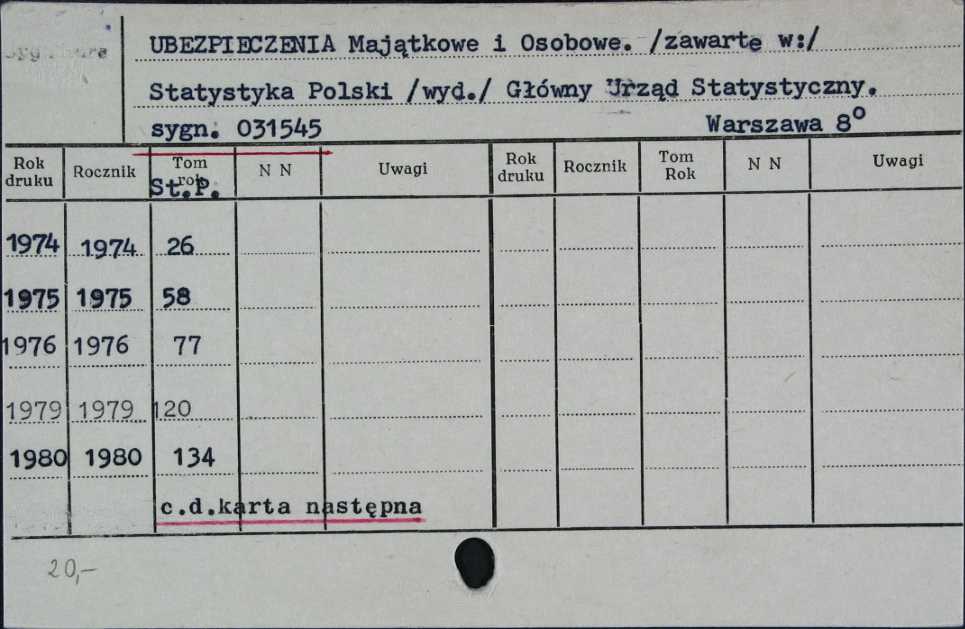 UBEZPIECZENIA Majątkowe i Osobowe. /zawarte w:/
Statystyka Polski /wyd./ Główny Urząd Statystyczny.
sygn. 031545 Warszawa 8°
Rok druku Rocznik Tom rok N N Uwagi Rok druku Rocznik Tom Rok N N Uwagi
St.P.
1974 1974 26
1975 1975 58
1976 1976 77
1979 1979 120
1980 1980 134
c.d.karta następna
20,-